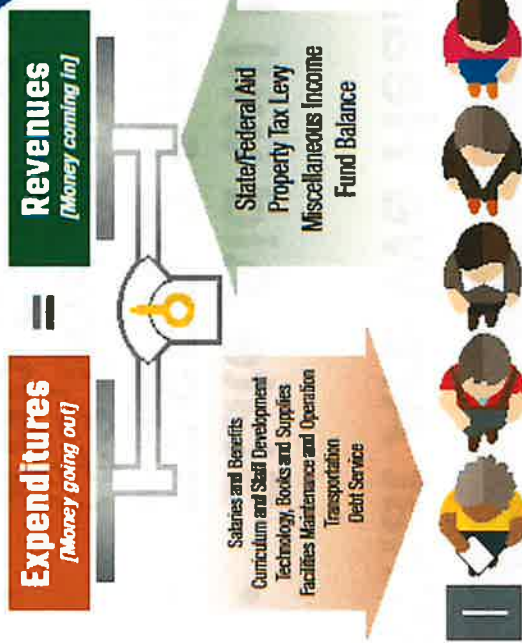 Expenditures
[Money going out]
=
Revenues
[Money coming in]
Salaries and Benefits
Curriculum and Staff Development
Technology, Books and Supplies
Facilities Maintenance and Operation
Transportation
Debt Service
State/Federal Aid
Property Tax Levy
Miscellaneous Income
Fund Balance